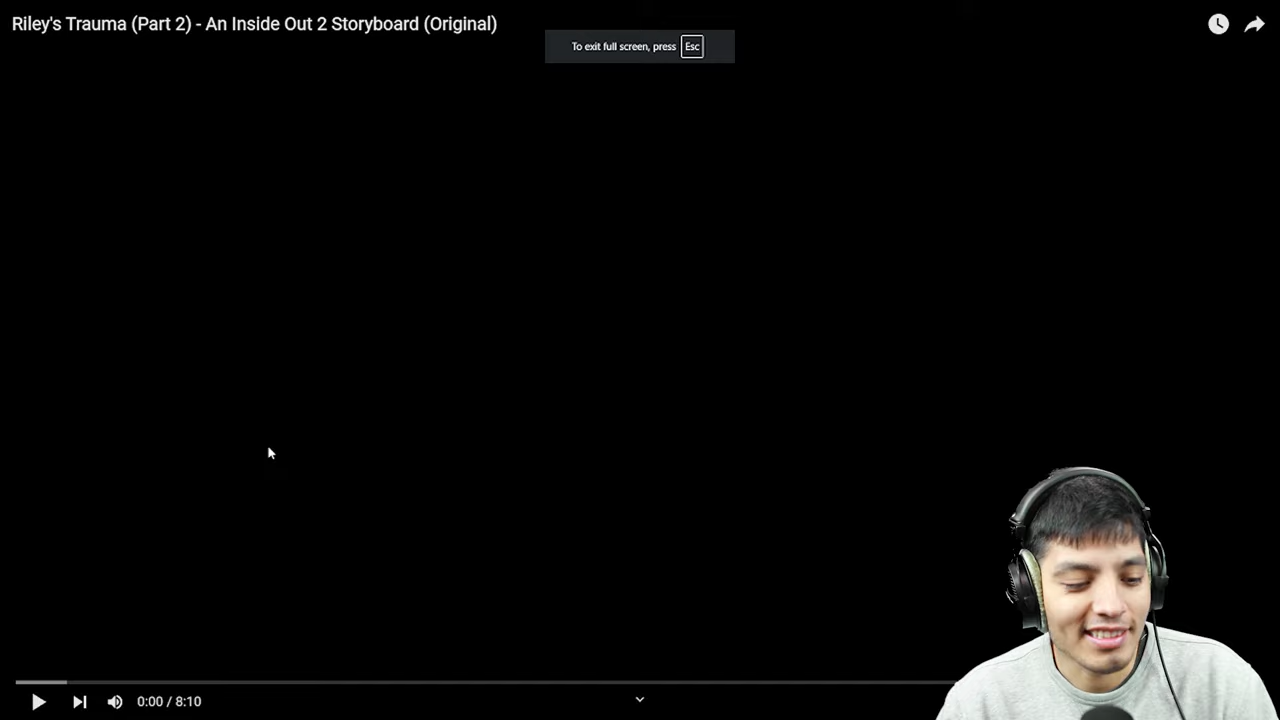 Riley's Trauma (Part 2) - An Inside Out 2 Storyboard (Original)
To exit full screen, press Esc
0:00 / 8:10